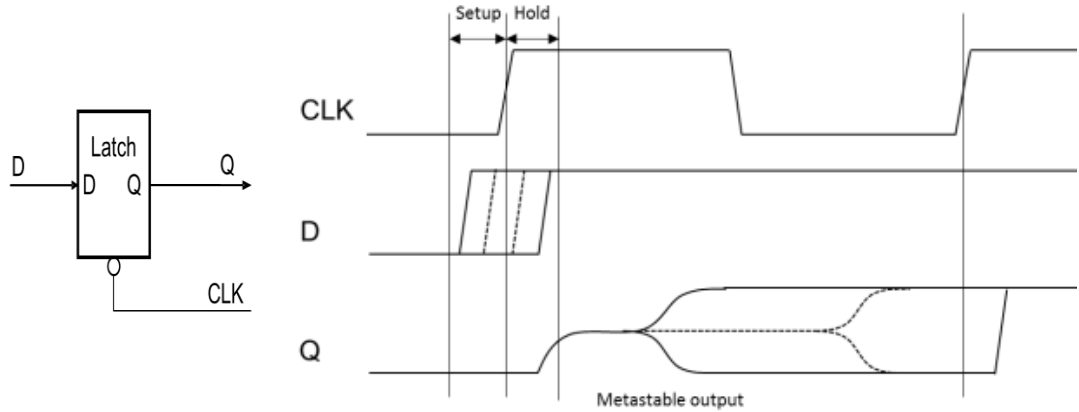 Setup Hold
CLK
Latch
D
Q
D Q
D
CLK
Q
Metastable output